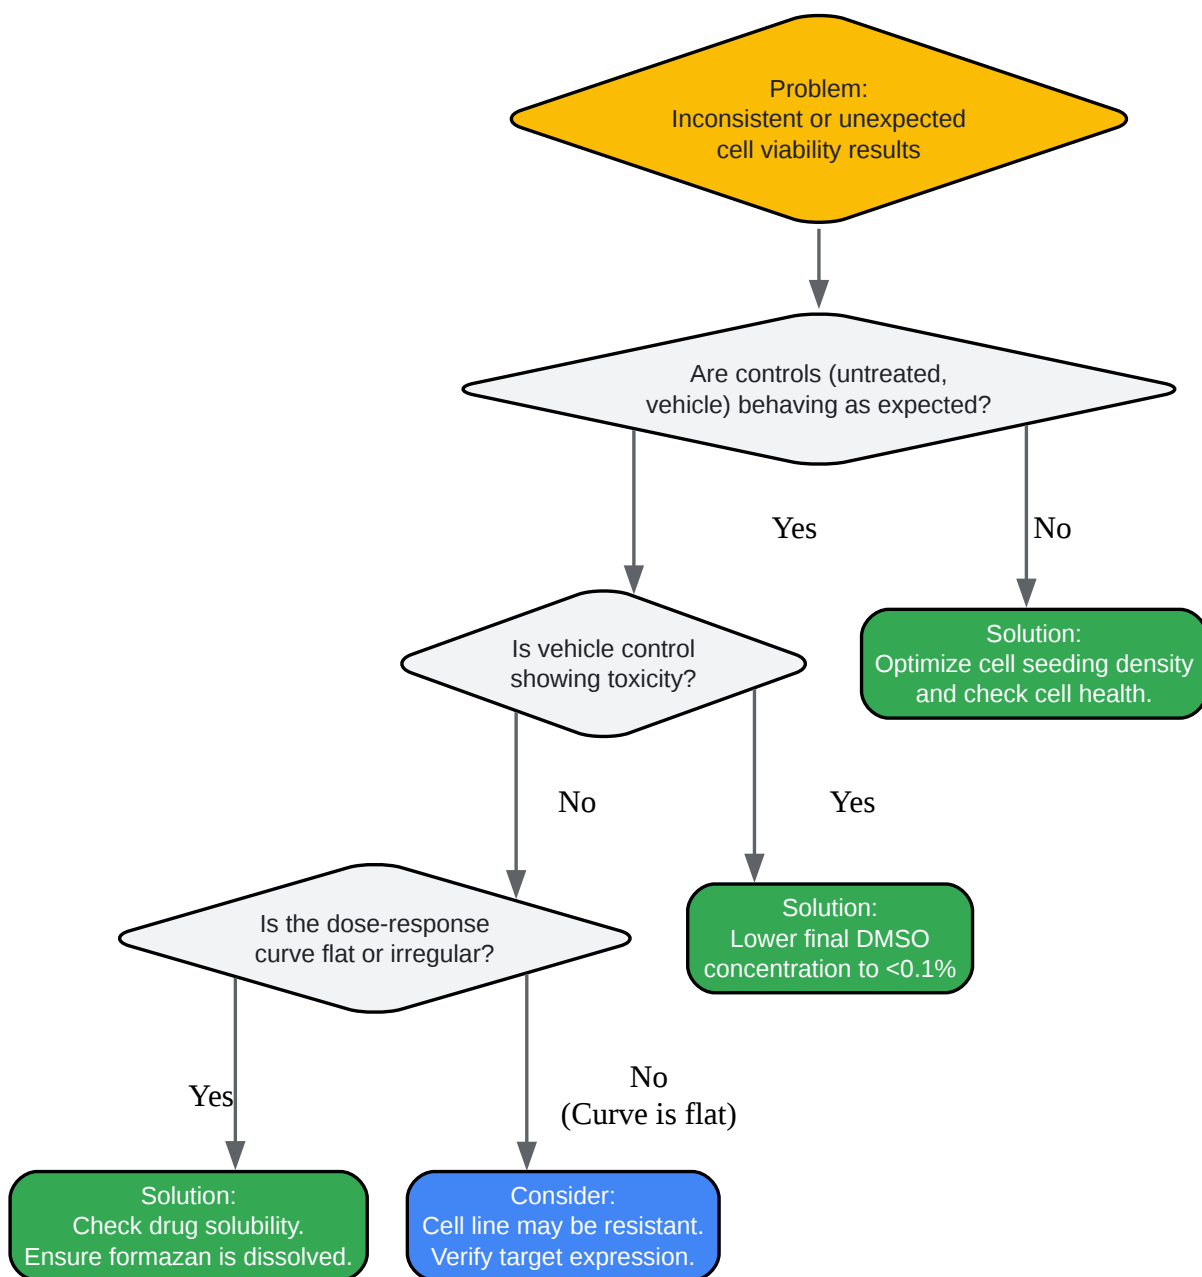 Problem:
Inconsistent or unexpected
cell viability results
Are controls (untreated,
vehicle) behaving as expected?
Yes
No
Is vehicle control
showing toxicity?
Solution:
Optimize cell seeding density
and check cell health.
No
Yes
Is the dose-response
curve flat or irregular?
Solution:
Lower final DMSO
concentration to <0.1%
Yes
No
(Curve is flat)
Solution:
Check drug solubility.
Ensure formazan is dissolved.
Consider:
Cell line may be resistant.
Verify target expression.